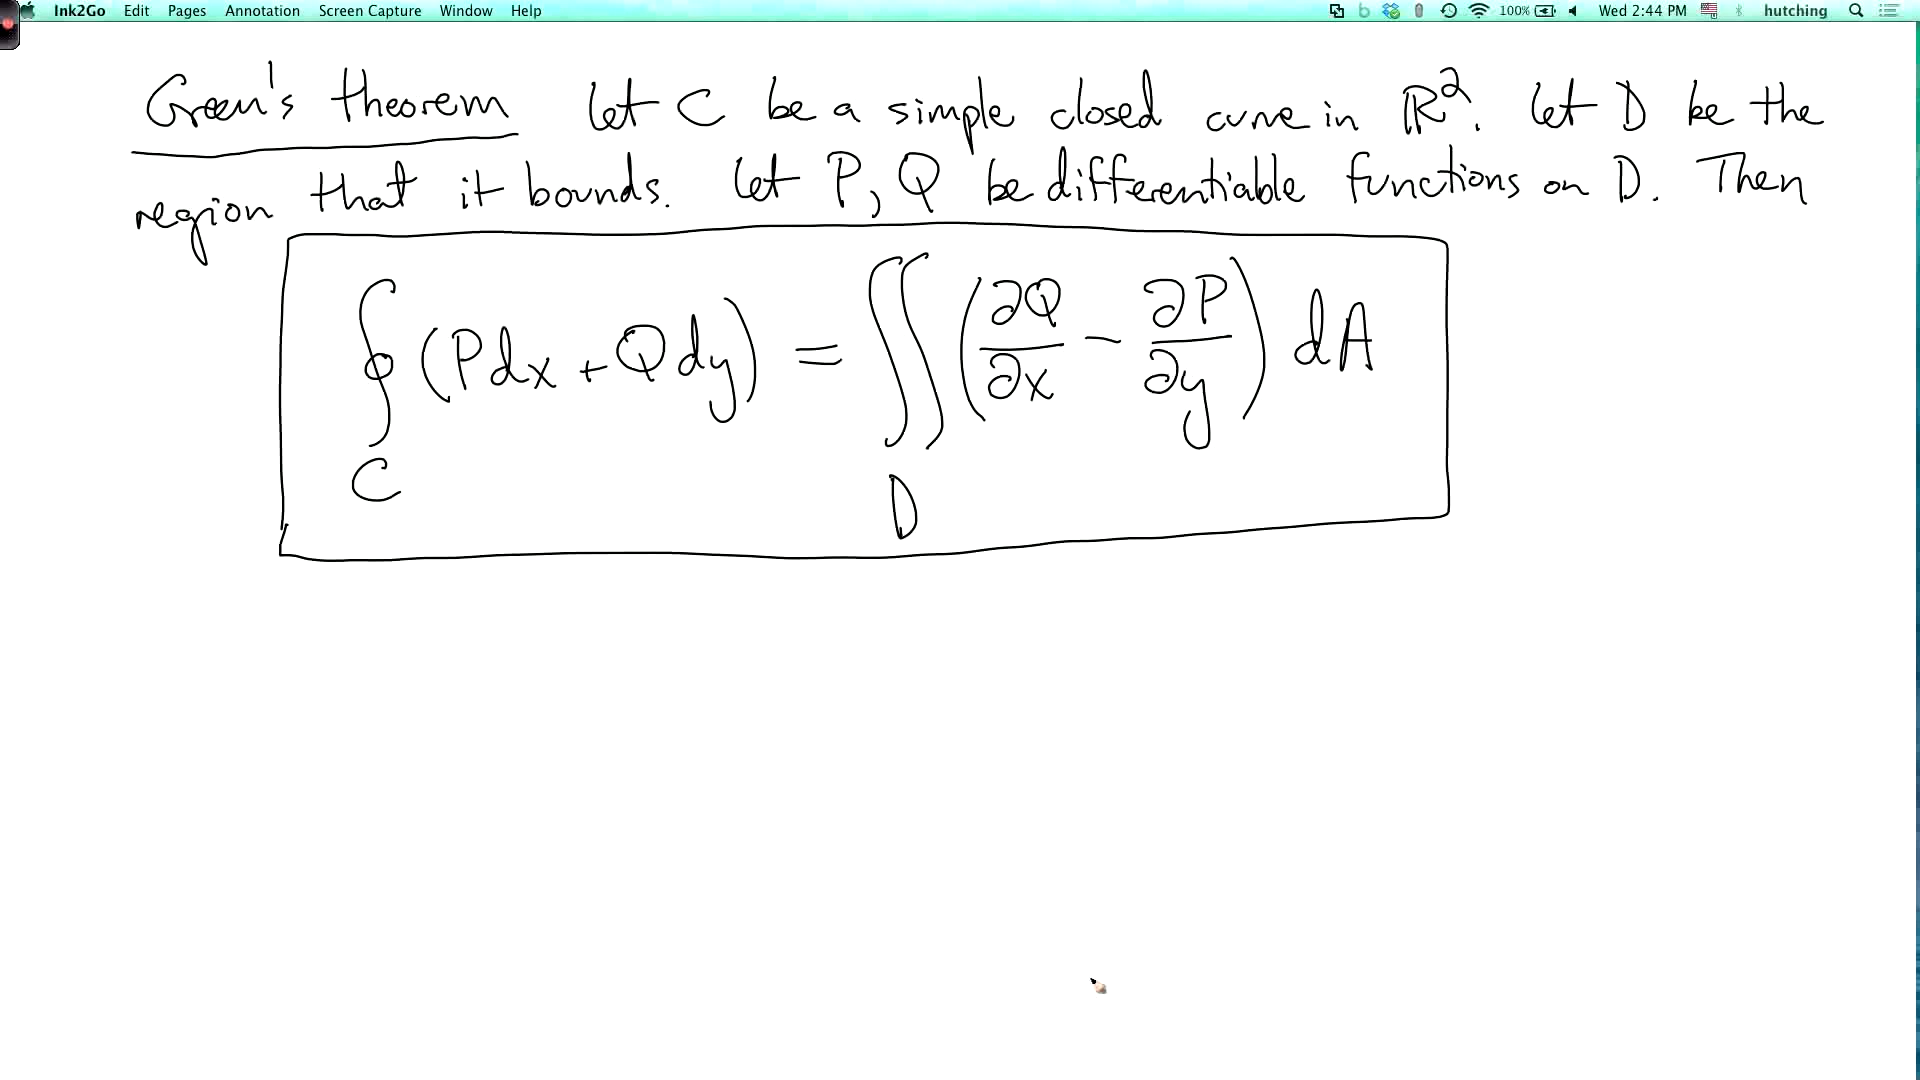 Ink2Go Edit Pages Annotation Screen Capture Window Help 100% Wed 2:44 PM hutching
Green's theorem Let C be a simple closed curve in ℝ². Let D be the
region that it bounds. Let P, Q be differentiable functions on D. Then
∮_C (Pdx + Qdy) = ∬_D (∂Q/∂x − ∂P/∂y) dA